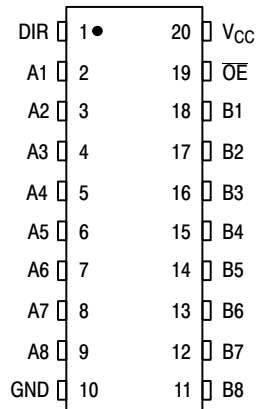 DIR 1 20 VCC
A1 2 19 O̅E̅
A2 3 18 B1
A3 4 17 B2
A4 5 16 B3
A5 6 15 B4
A6 7 14 B5
A7 8 13 B6
A8 9 12 B7
GND 10 11 B8